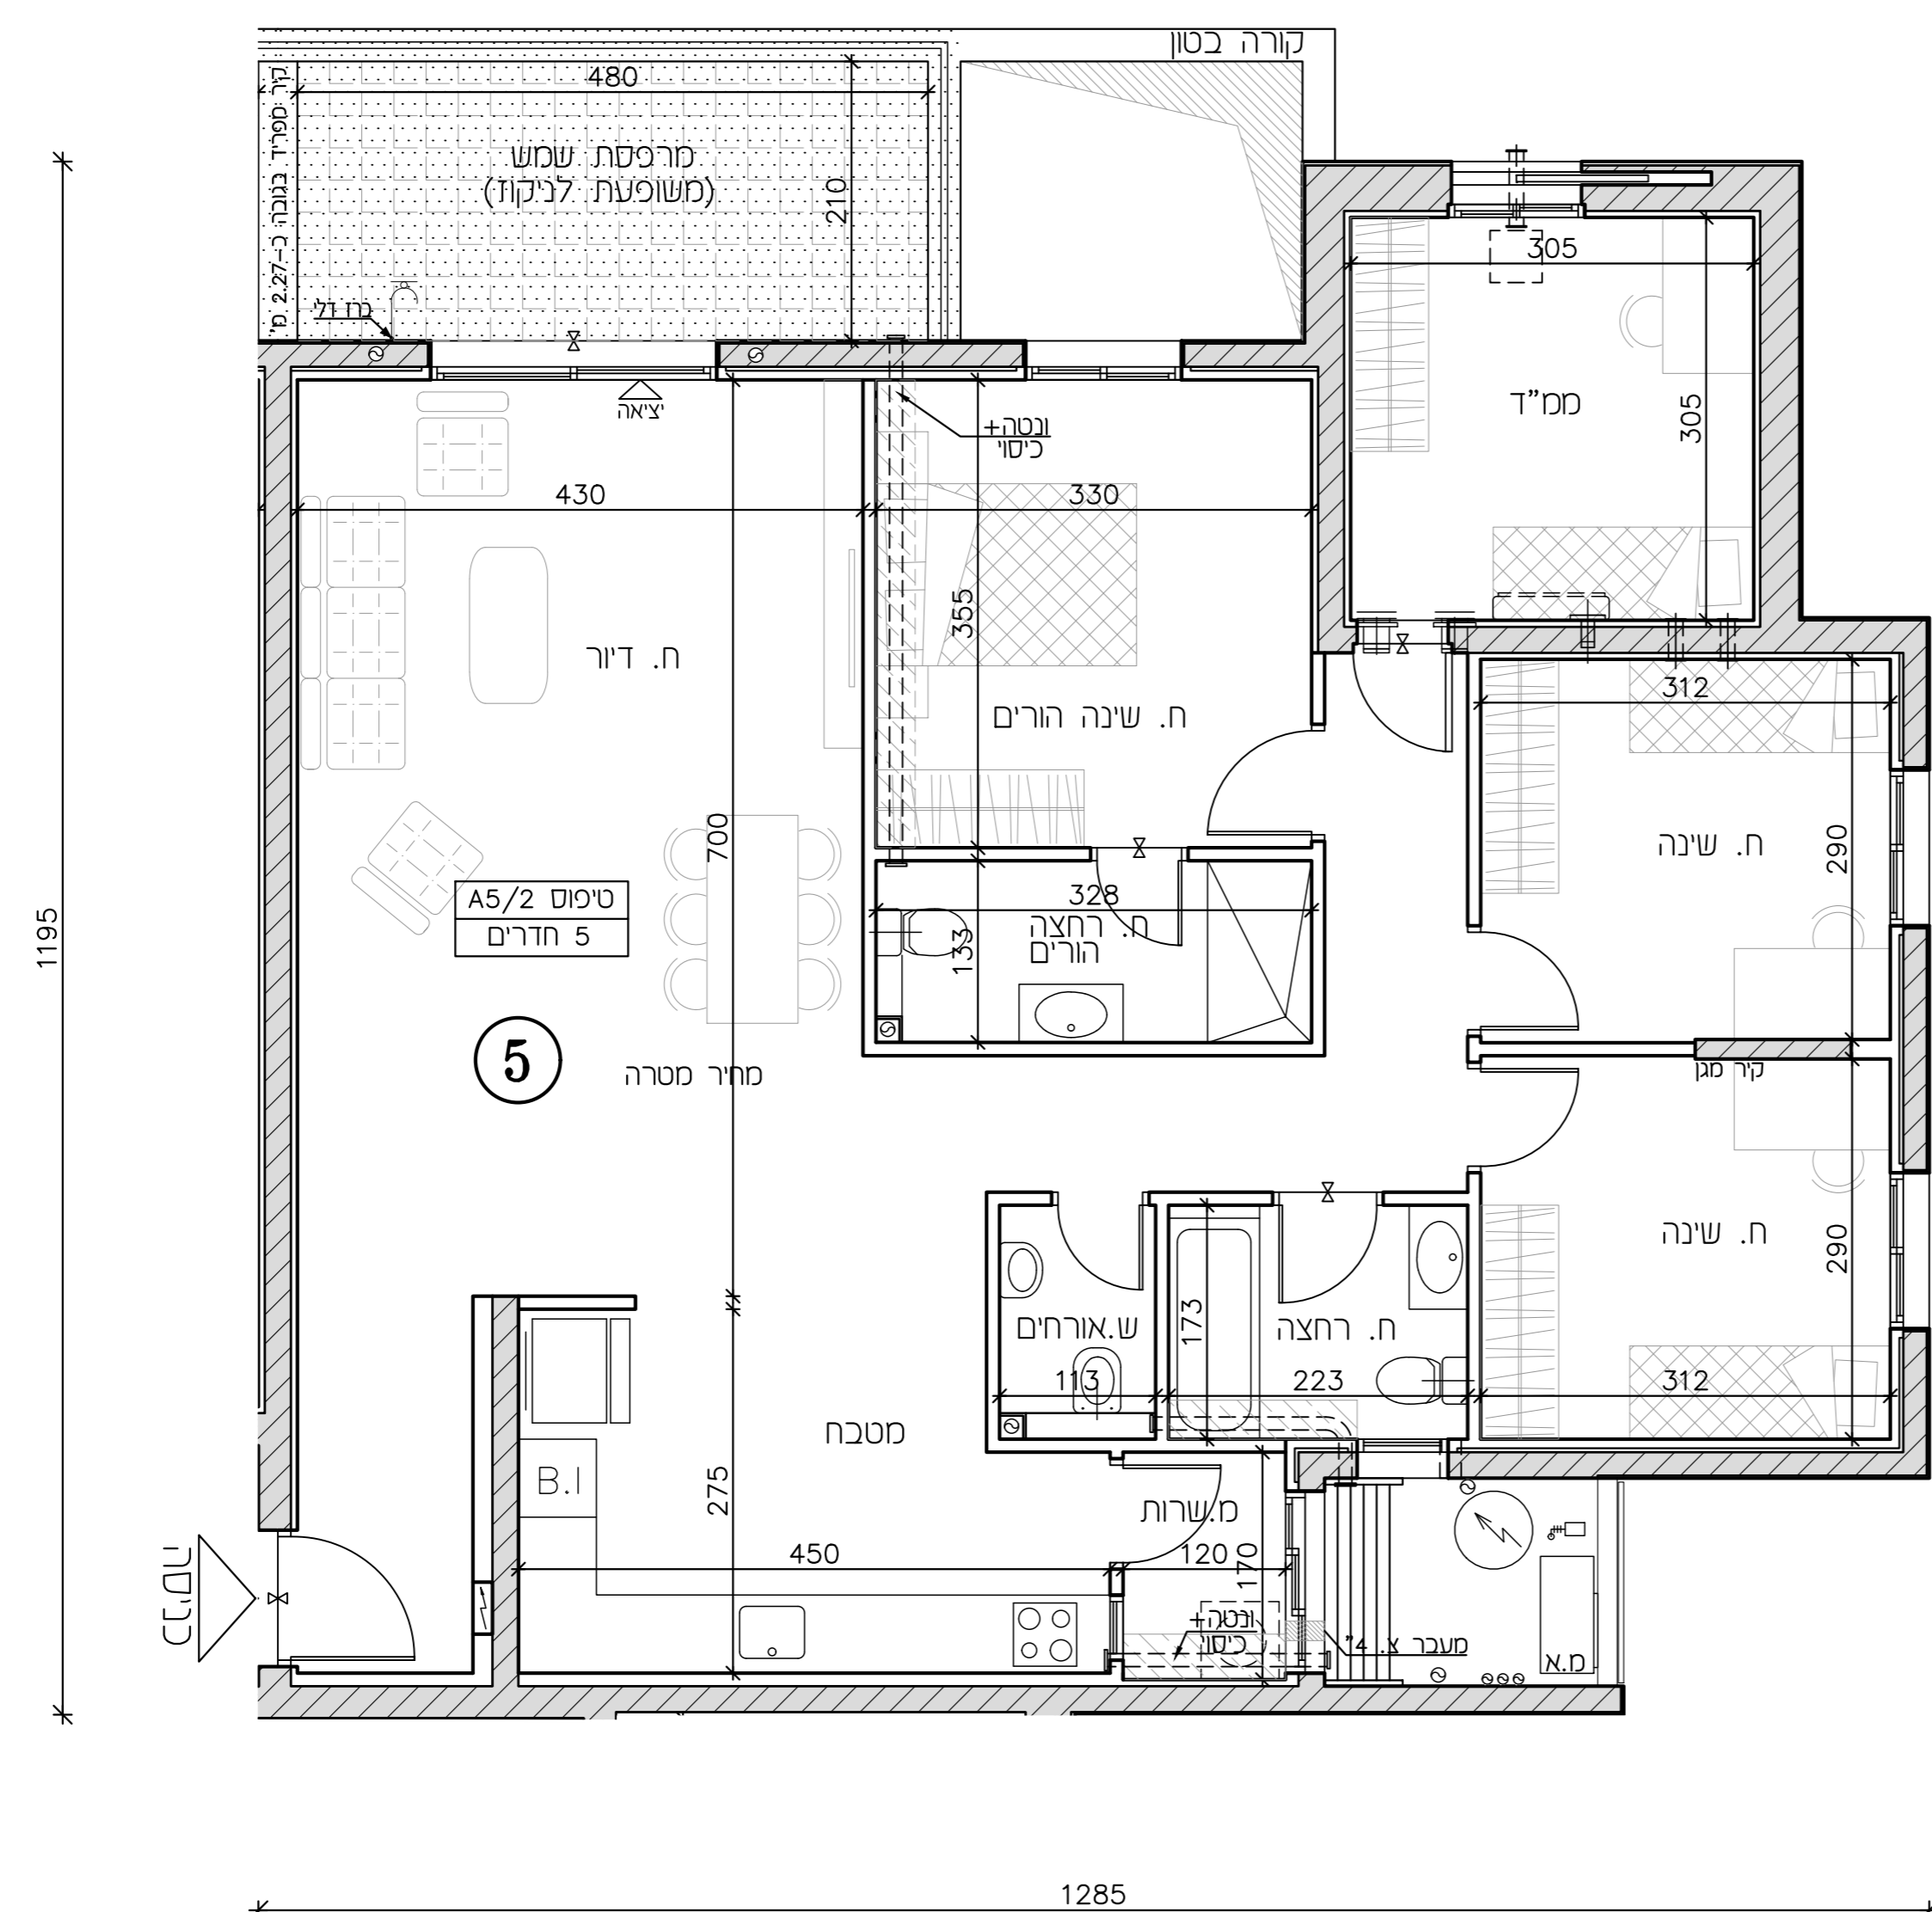 קורה בטון
480
קיר מפריד בגובה כ-2.27 מ'
מרפסת שמש
(משופעת לניקוז)
210
ברז דלי
יציאה
305
ממ"ד
305
ונטה+
כיסוי
430
330
355
ח. דיור
ח. שינה הורים
312
ח. שינה
290
700
1195
טיפוס A5/2
5 חדרים
328
ח. רחצה
הורים
133
5
מחיר מטרה
קיר מגן
ח. שינה
290
312
ש.אורחים
113
173
ח. רחצה
223
מטבח
B.I
275
מ.שרות
450
120
170
ונטה+
כיסוי
מעבר צ. 4"
מ.א
כניסה
1285